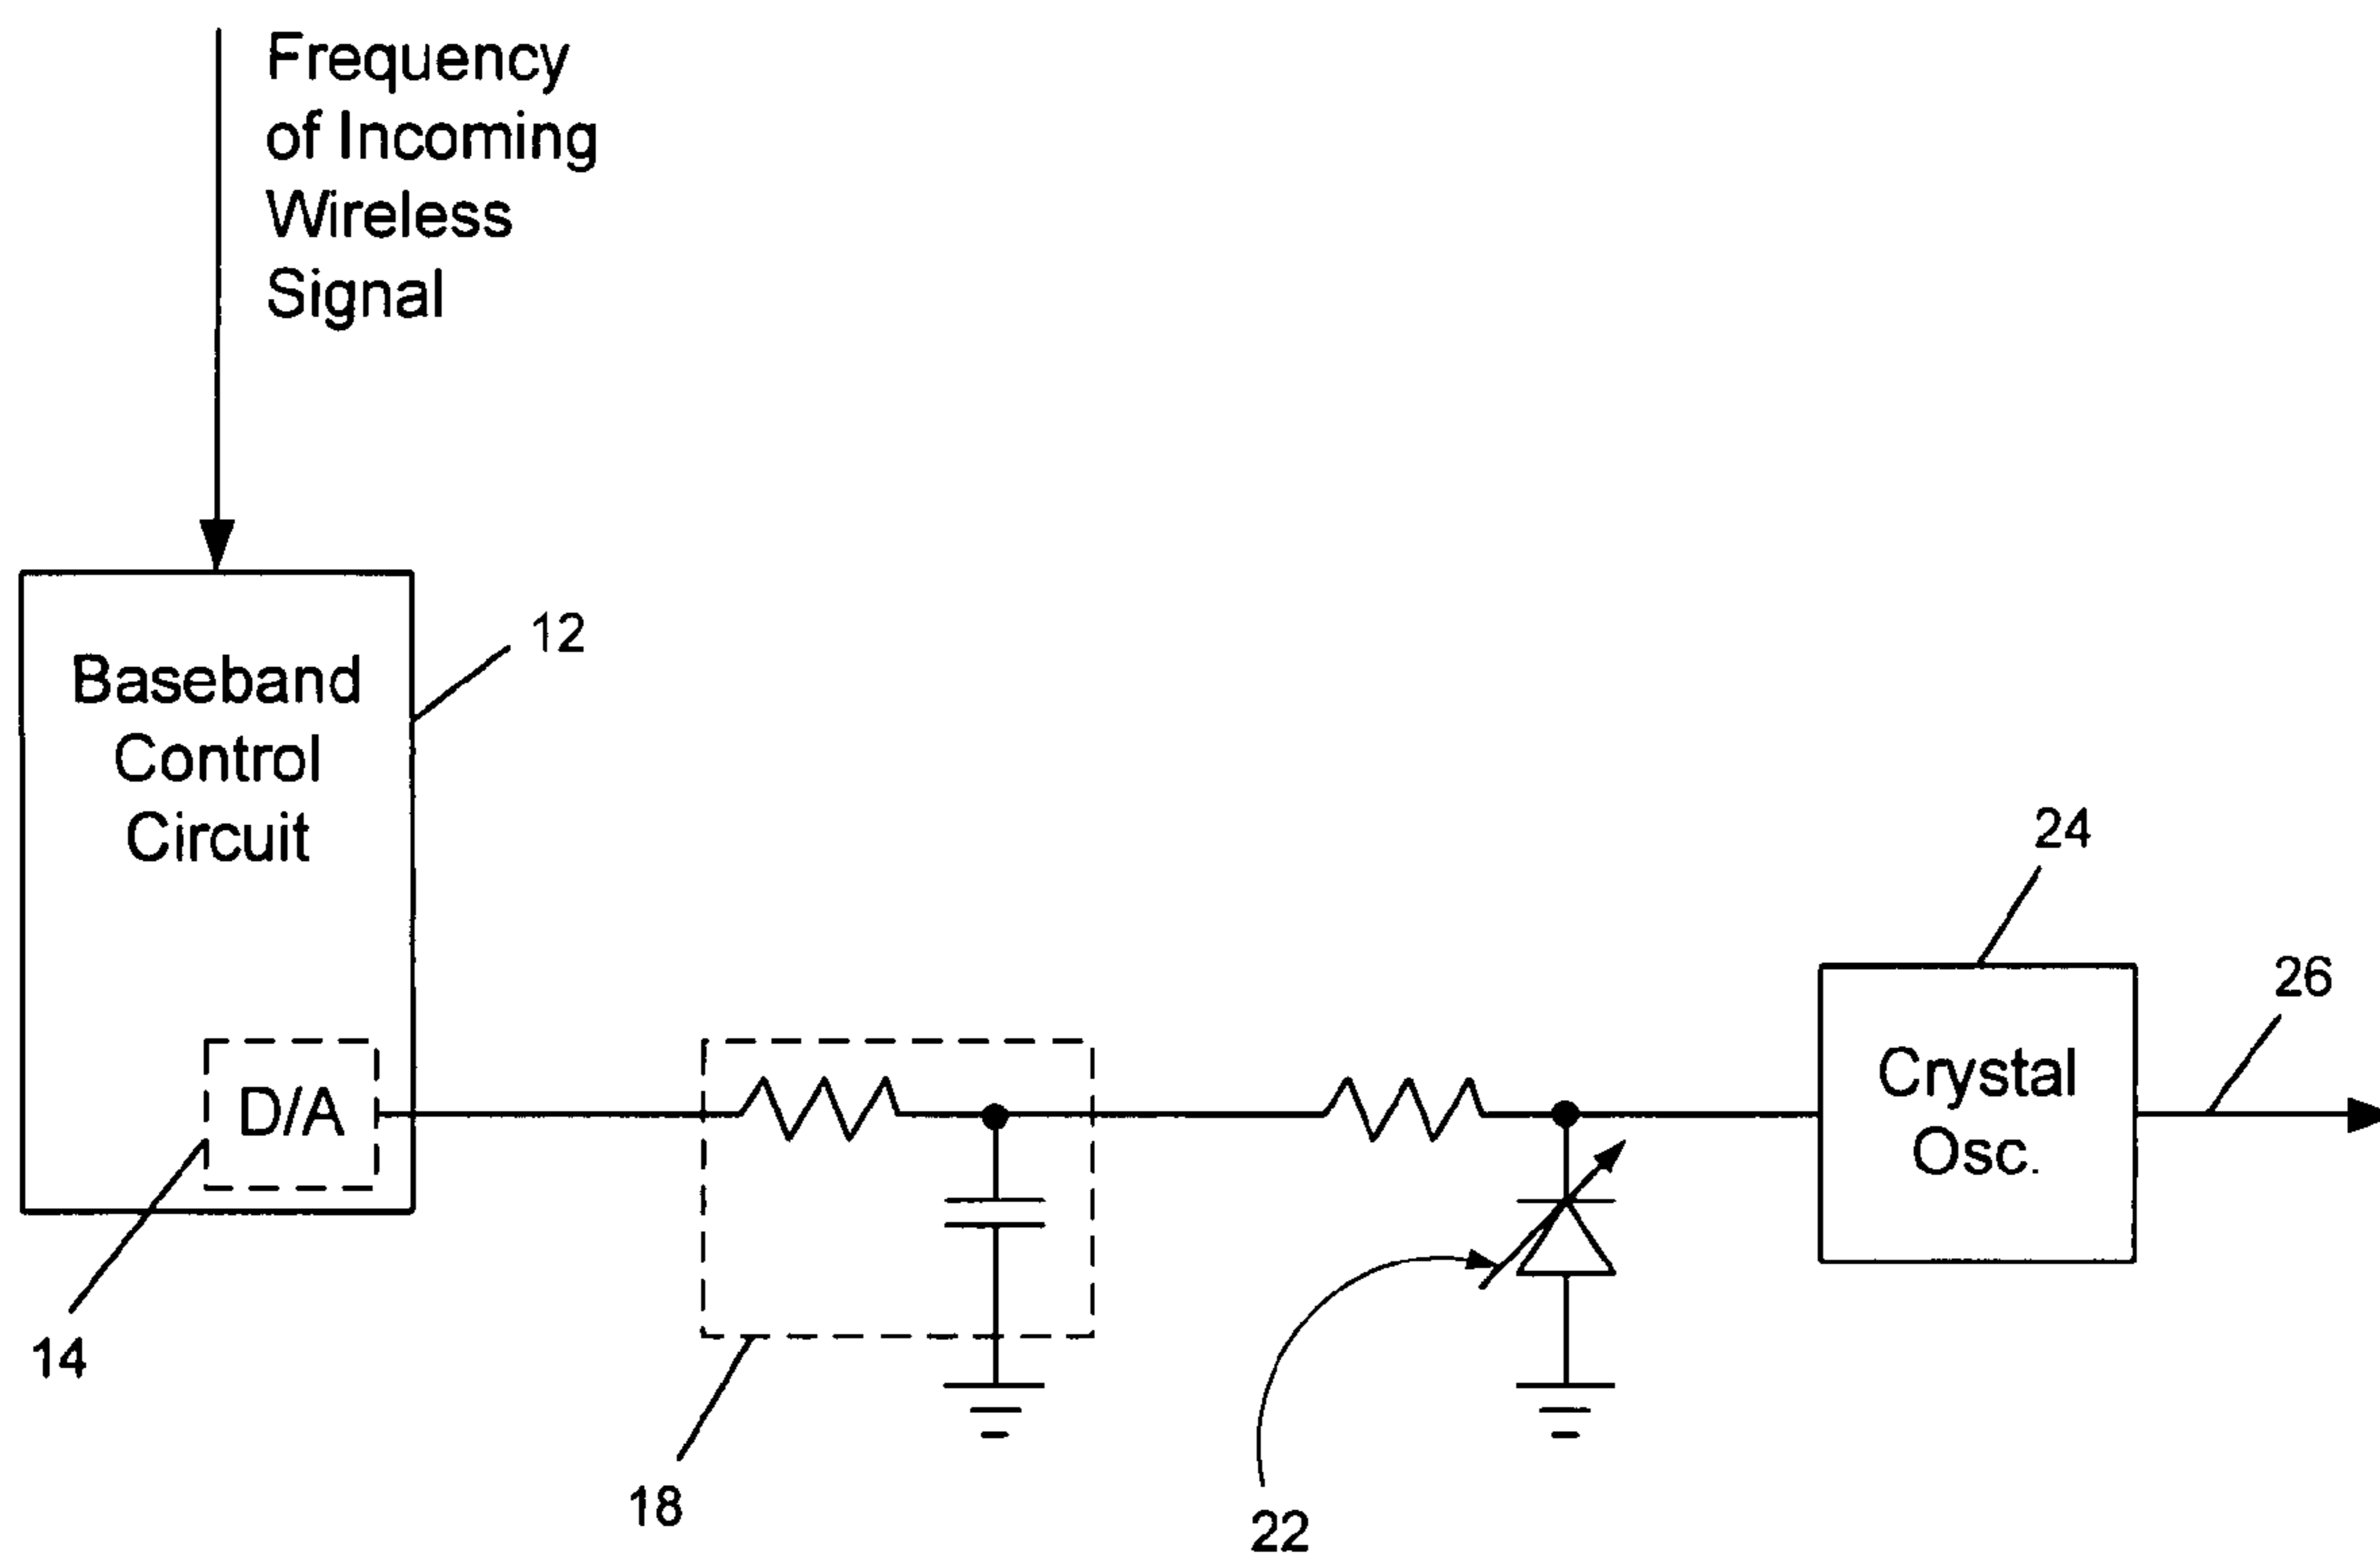 Frequency
of Incoming
Wireless
Signal
12
Baseband
Control
Circuit
24
26
D/A
Crystal
Osc.
14
18
22